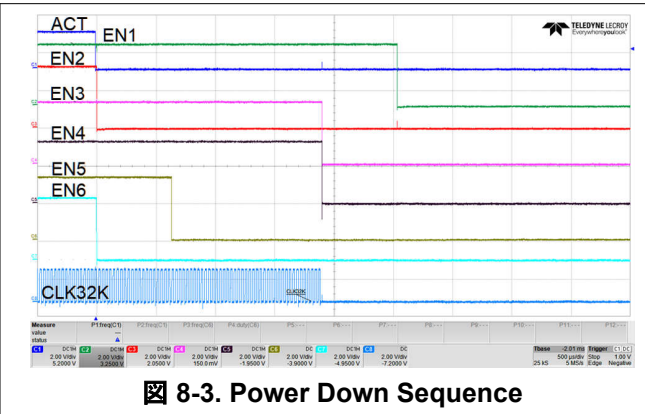 ACT
EN1
TELEDYNE LECROY
Everywhereyoulook
EN2
EN3
EN4
EN5
EN6
CLK32K
CLK32K
Measure P1:freq(C1) P2:freq(C1) P3:freq(C8) P4:duty(C8) P5:--- P6:--- P7:--- P8:--- P9:--- P10:--- P11:--- P12:---
value ---
status
C1 DC1M C2 DC1M C3 DC1M C4 DC1M C5 DC1M C6 DC C7 DC C8 DC Tbase -2.01 ms Trigger C1 DC
2.00 V/div 2.00 V/div 2.00 V/div 2.00 V/div 2.00 V/div 2.00 V/div 2.00 V/div 2.00 V/div 500 µs/div Stop 1.00 V
5.2000 V 3.2500 V 2.0500 V 150.0 mV -1.9500 V -3.9000 V -4.9500 V -7.2000 V 25 kS 5 MS/s Edge Negative
図 8-3. Power Down Sequence